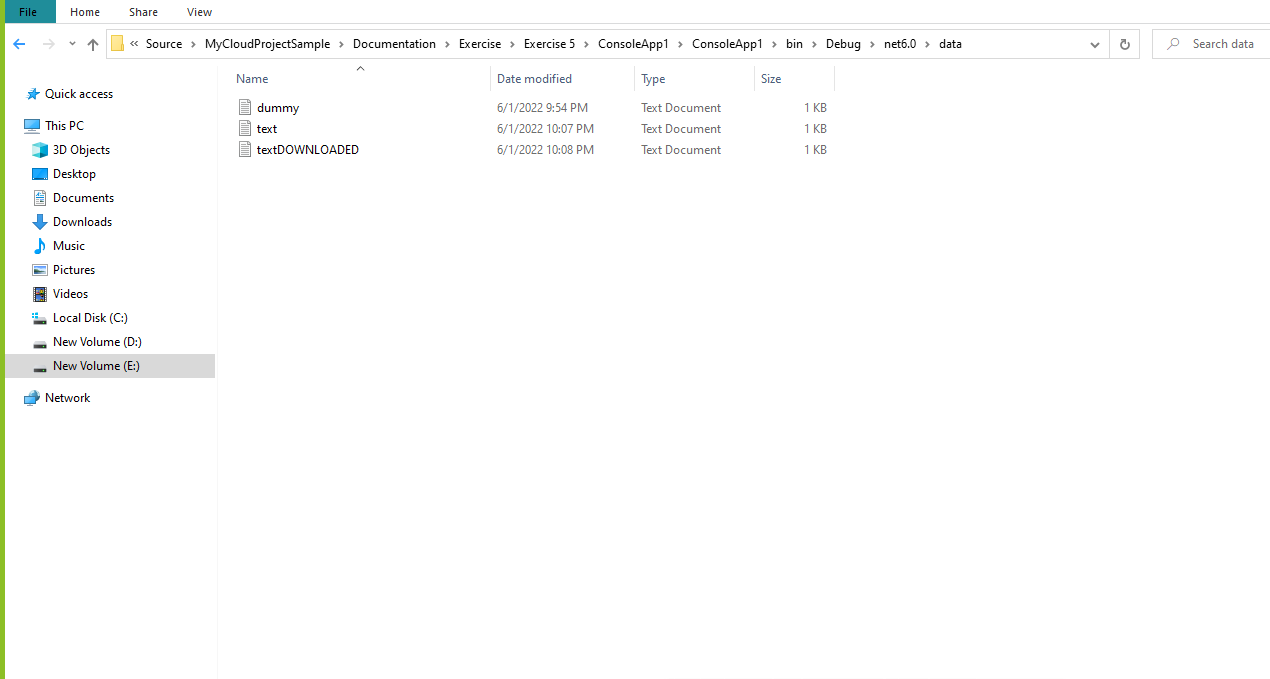 File Home Share View
« Source > MyCloudProjectSample > Documentation > Exercise > Exercise 5 > ConsoleApp1 > ConsoleApp1 > bin > Debug > net6.0 > data Search data
Quick access
This PC
3D Objects
Desktop
Documents
Downloads
Music
Pictures
Videos
Local Disk (C:)
New Volume (D:)
New Volume (E:)
Network
Name Date modified Type Size
dummy 6/1/2022 9:54 PM Text Document 1 KB
text 6/1/2022 10:07 PM Text Document 1 KB
textDOWNLOADED 6/1/2022 10:08 PM Text Document 1 KB